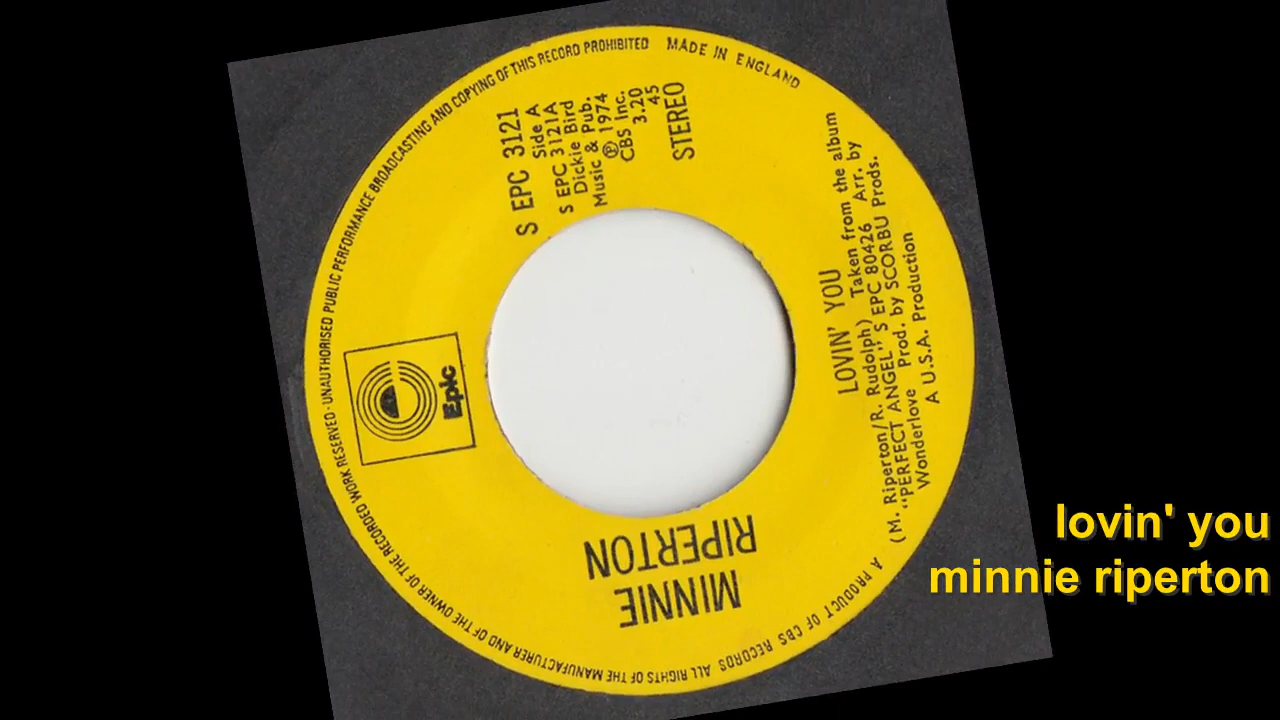 ALL RIGHTS OF THE MANUFACTURER AND OF THE OWNER OF THE RECORDED WORK RESERVED · UNAUTHORISED PUBLIC PERFORMANCE BROADCASTING AND COPYING OF THIS RECORD PROHIBITED
MADE IN ENGLAND
A PRODUCT OF CBS RECORDS
Epic
S EPC 3121
Side A
S EPC 3121A
Dickie Bird
Music & Pub.
℗ 1974
CBS Inc.
3.20
45
STEREO
LOVIN' YOU
(M. Riperton/R. Rudolph) Taken from the album
"PERFECT ANGEL" S EPC 80426 Arr. by
Wonderlove Prod. by SCORBU Prods.
A U.S.A. Production
MINNIE
RIPERTON
lovin' you
minnie riperton